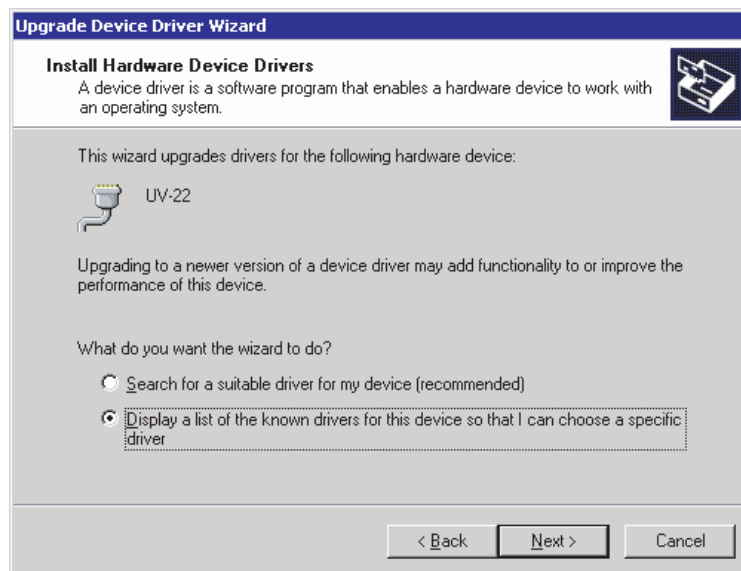 Upgrade Device Driver Wizard
Install Hardware Device Drivers
A device driver is a software program that enables a hardware device to work with
an operating system.
This wizard upgrades drivers for the following hardware device:
UV-22
Upgrading to a newer version of a device driver may add functionality to or improve the
performance of this device.
What do you want the wizard to do?
Search for a suitable driver for my device (recommended)
Display a list of the known drivers for this device so that I can choose a specific
driver
< Back
Next >
Cancel